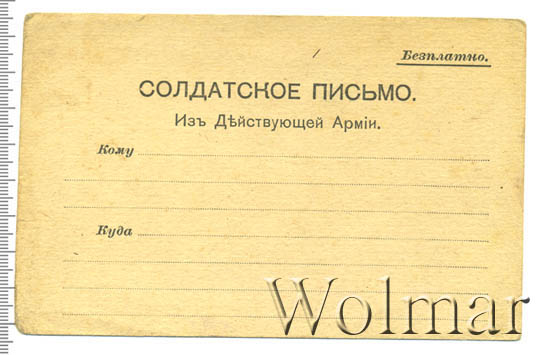 Безплатно.
СОЛДАТСКОЕ ПИСЬМО.
Изъ Дѣйствующей Арміи.
Кому
Куда
Wolmar